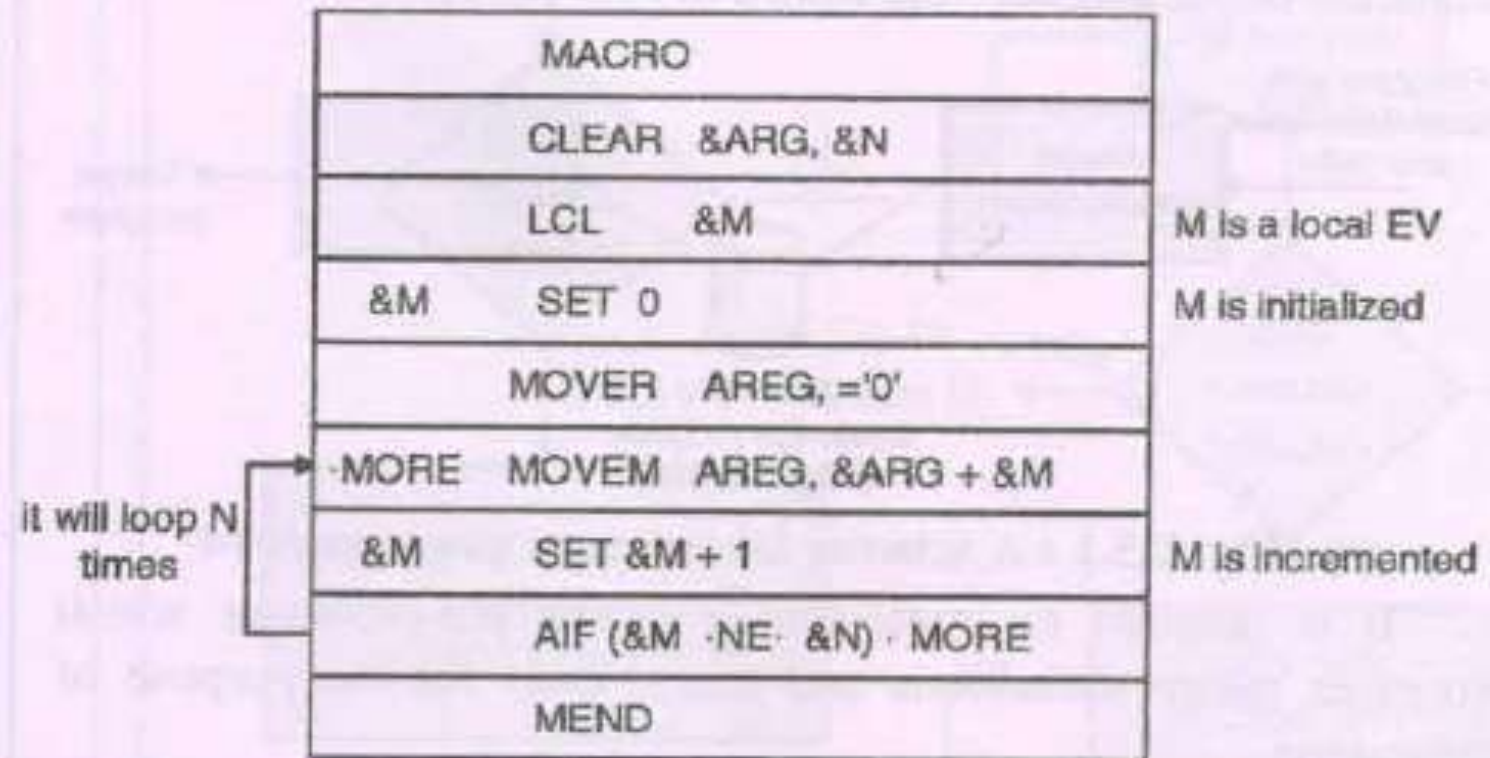 MACRO
CLEAR &ARG, &N
LCL &M
M is a local EV
&M SET 0
M is initialized
MOVER AREG, ='0'
·MORE MOVEM AREG, &ARG + &M
it will loop N
times
&M SET &M + 1
M is incremented
AIF (&M ·NE· &N) · MORE
MEND